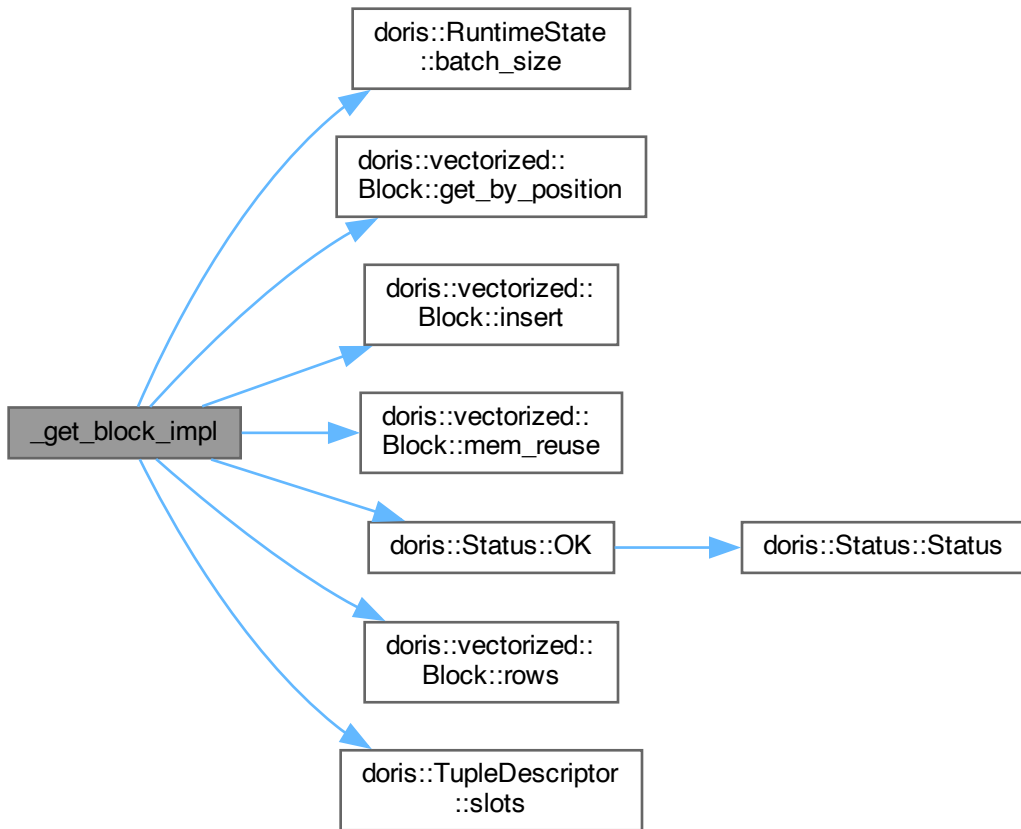 doris::RuntimeState
::batch_size
doris::vectorized::
Block::get_by_position
doris::vectorized::
Block::insert
_get_block_impl
doris::vectorized::
Block::mem_reuse
doris::Status::OK
doris::Status::Status
doris::vectorized::
Block::rows
doris::TupleDescriptor
::slots